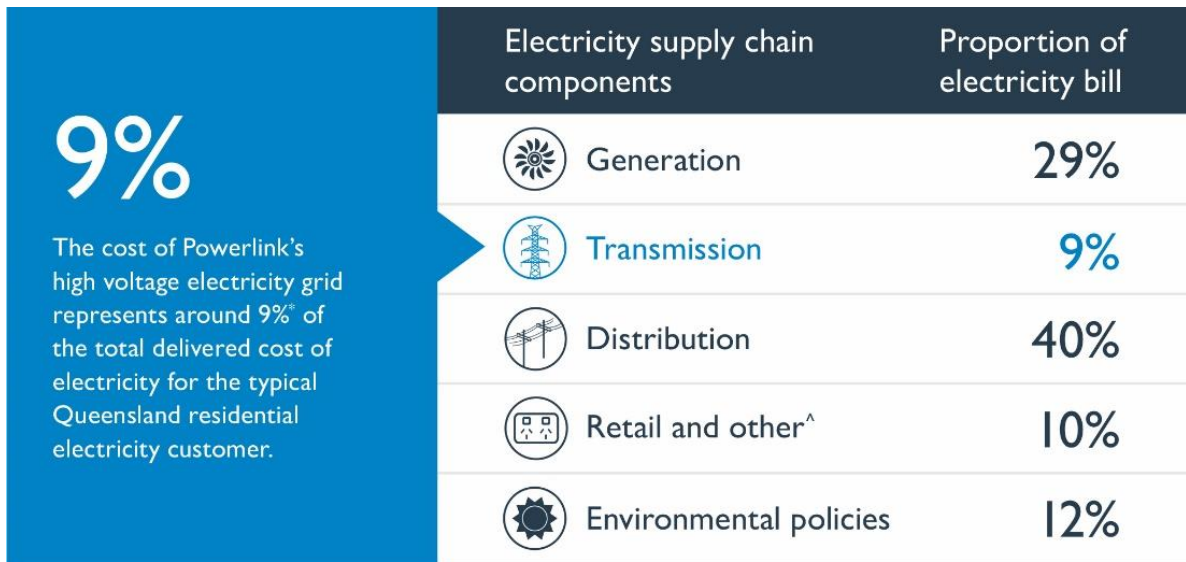 9%
The cost of Powerlink's
high voltage electricity grid
represents around 9%* of
the total delivered cost of
electricity for the typical
Queensland residential
electricity customer.
Electricity supply chain
components
Proportion of
electricity bill
Generation 29%
Transmission 9%
Distribution 40%
Retail and other^ 10%
Environmental policies 12%